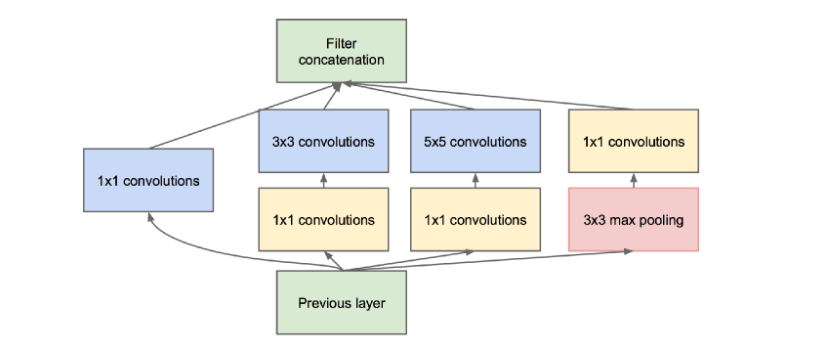 Filter
concatenation
3x3 convolutions
5x5 convolutions
1x1 convolutions
1x1 convolutions
1x1 convolutions
1x1 convolutions
3x3 max pooling
Previous layer